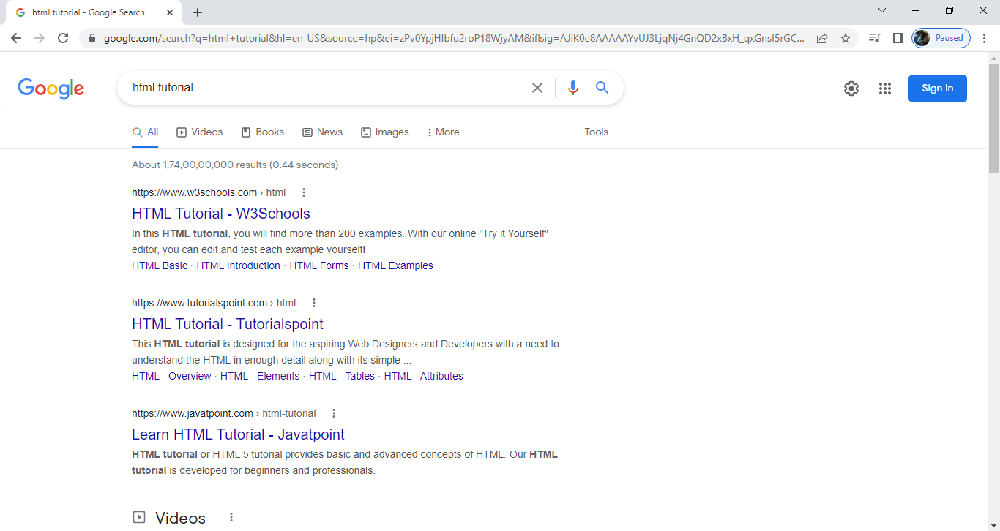 html tutorial - Google Search
google.com/search?q=html+tutorial&hl=en-US&source=hp&ei=zPv0YpjHIbfu2roP18WjyAM&iflsig=AJiK0e8AAAAAYvUJ3LjqNj4GnQD2xBxH_qxGnsI5rGC...
Paused
Google
html tutorial
Sign in
All Videos Books News Images More Tools
About 1,74,00,00,000 results (0.44 seconds)
https://www.w3schools.com › html
HTML Tutorial - W3Schools
In this HTML tutorial, you will find more than 200 examples. With our online "Try it Yourself"
editor, you can edit and test each example yourself!
HTML Basic · HTML Introduction · HTML Forms · HTML Examples
https://www.tutorialspoint.com › html
HTML Tutorial - Tutorialspoint
This HTML tutorial is designed for the aspiring Web Designers and Developers with a need to
understand the HTML in enough detail along with its simple ...
HTML - Overview · HTML - Elements · HTML - Tables · HTML - Attributes
https://www.javatpoint.com › html-tutorial
Learn HTML Tutorial - Javatpoint
HTML tutorial or HTML 5 tutorial provides basic and advanced concepts of HTML. Our HTML
tutorial is developed for beginners and professionals.
Videos